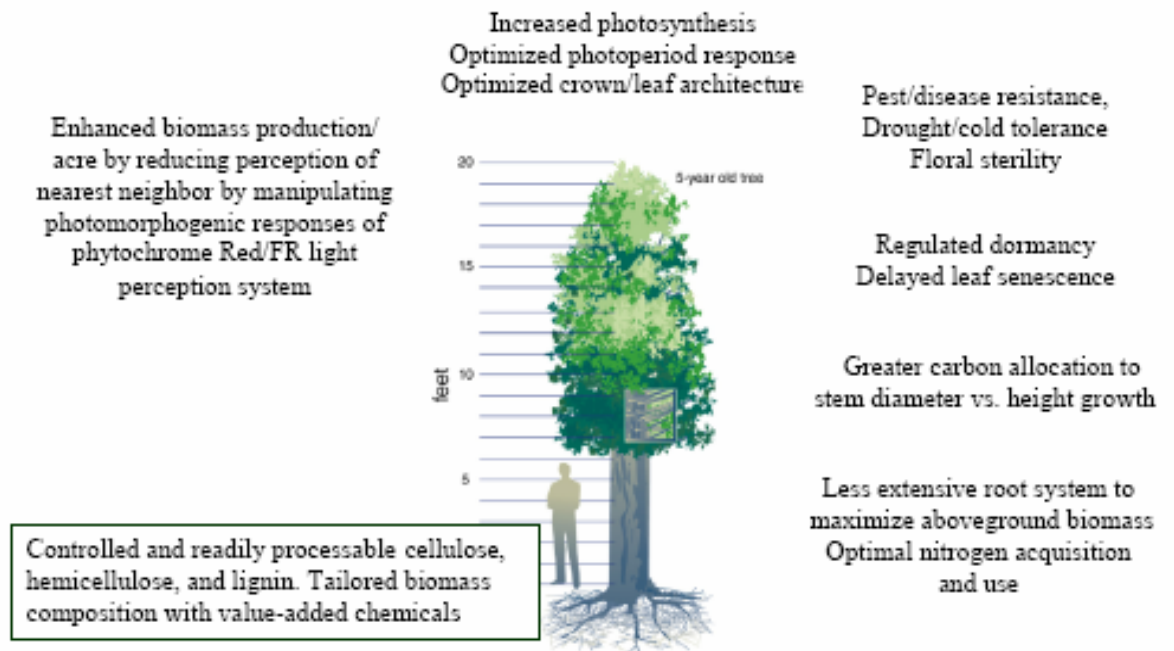 Increased photosynthesis
Optimized photoperiod response
Optimized crown/leaf architecture
Enhanced biomass production/
acre by reducing perception of
nearest neighbor by manipulating
photomorphogenic responses of
phytochrome Red/FR light
perception system
Pest/disease resistance,
Drought/cold tolerance
Floral sterility
Regulated dormancy
Delayed leaf senescence
Greater carbon allocation to
stem diameter vs. height growth
Less extensive root system to
maximize aboveground biomass
Optimal nitrogen acquisition
and use
20
5-year old tree
15
10
feet
5
Controlled and readily processable cellulose,
hemicellulose, and lignin. Tailored biomass
composition with value-added chemicals